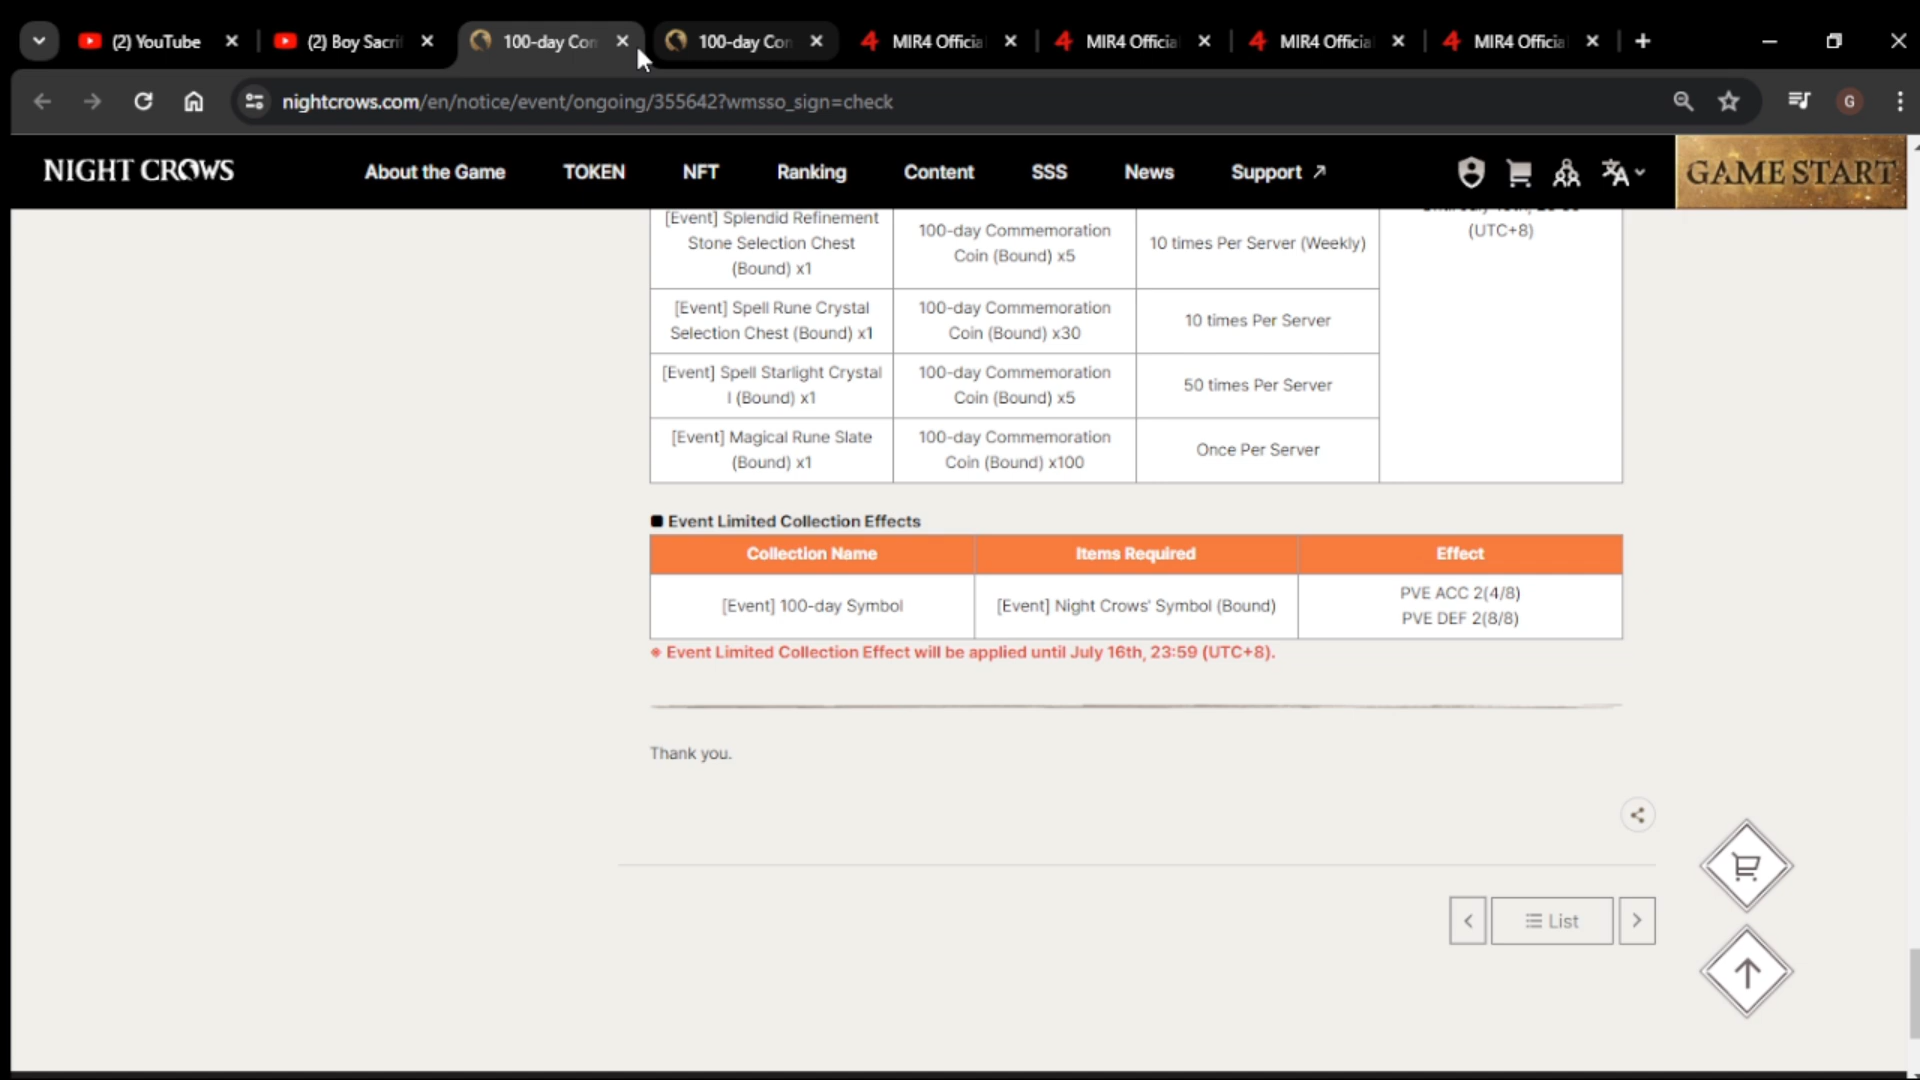 (2) YouTube
(2) Boy Sacri
100-day Con
100-day Con
MIR4 Officia
MIR4 Officia
MIR4 Officia
MIR4 Officia
nightcrows.com/en/notice/event/ongoing/355642?wmsso_sign=check
G
NIGHT CROWS
About the Game
TOKEN
NFT
Ranking
Content
SSS
News
Support
GAME START
[Event] Splendid Refinement
Stone Selection Chest
(Bound) x1
100-day Commemoration
Coin (Bound) x5
10 times Per Server (Weekly)
(UTC+8)
[Event] Spell Rune Crystal
Selection Chest (Bound) x1
100-day Commemoration
Coin (Bound) x30
10 times Per Server
[Event] Spell Starlight Crystal
I (Bound) x1
100-day Commemoration
Coin (Bound) x5
50 times Per Server
[Event] Magical Rune Slate
(Bound) x1
100-day Commemoration
Coin (Bound) x100
Once Per Server
■ Event Limited Collection Effects
Collection Name
Items Required
Effect
[Event] 100-day Symbol
[Event] Night Crows' Symbol (Bound)
PVE ACC 2(4/8)
PVE DEF 2(8/8)
※ Event Limited Collection Effect will be applied until July 16th, 23:59 (UTC+8).
Thank you.
List